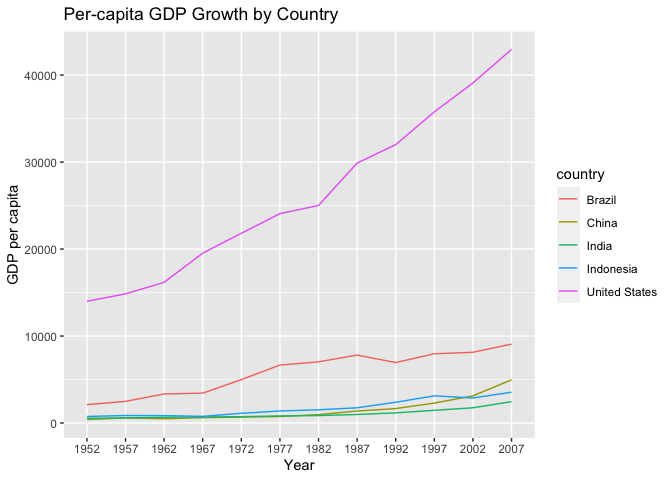 Per-capita GDP Growth by Country
GDP per capita
40000
30000
20000
10000
0
1952 1957 1962 1967 1972 1977 1982 1987 1992 1997 2002 2007
Year
country
Brazil
China
India
Indonesia
United States